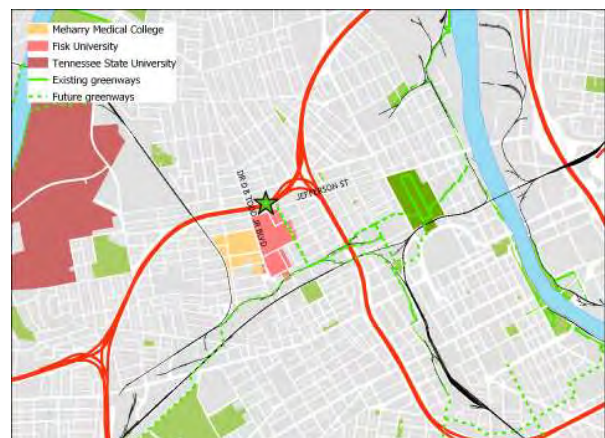 Meharry Medical College
Fisk University
Tennessee State University
Existing greenways
Future greenways
JEFFERSON ST
DR D B TODD JR BLVD